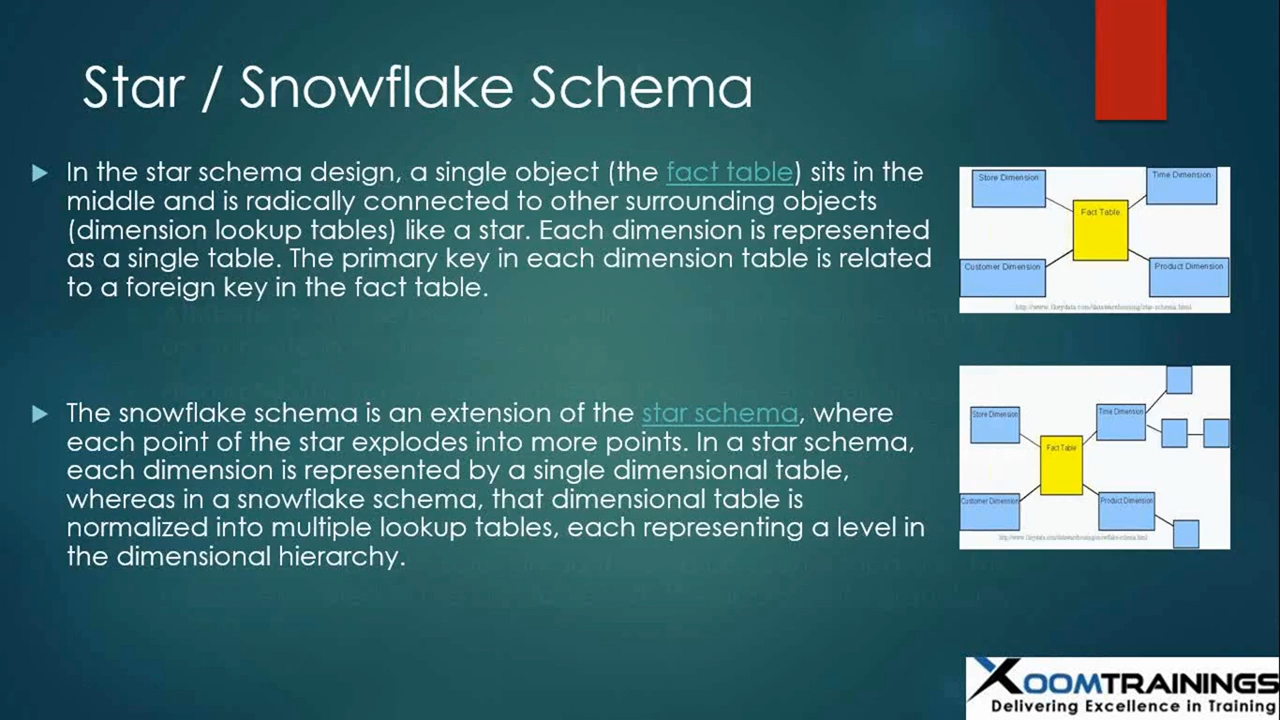 Star / Snowflake Schema
In the star schema design, a single object (the fact table) sits in the
middle and is radically connected to other surrounding objects
(dimension lookup tables) like a star. Each dimension is represented
as a single table. The primary key in each dimension table is related
to a foreign key in the fact table.
Store Dimension
Time Dimension
Fact Table
Customer Dimension
Product Dimension
The snowflake schema is an extension of the star schema, where
each point of the star explodes into more points. In a star schema,
each dimension is represented by a single dimensional table,
whereas in a snowflake schema, that dimensional table is
normalized into multiple lookup tables, each representing a level in
the dimensional hierarchy.
Store Dimension
Time Dimension
Fact Table
Customer Dimension
Product Dimension
XOOMTRAININGS
Delivering Excellence in Training